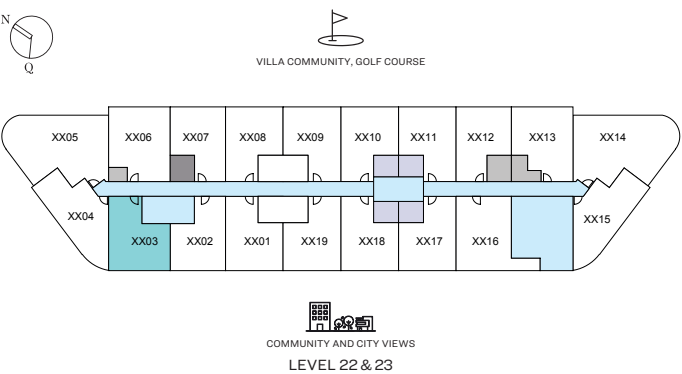 N
Q
VILLA COMMUNITY, GOLF COURSE
XX05 XX06 XX07 XX08 XX09 XX10 XX11 XX12 XX13 XX14
XX04 XX03 XX02 XX01 XX19 XX18 XX17 XX16 XX15
COMMUNITY AND CITY VIEWS
LEVEL 22 & 23